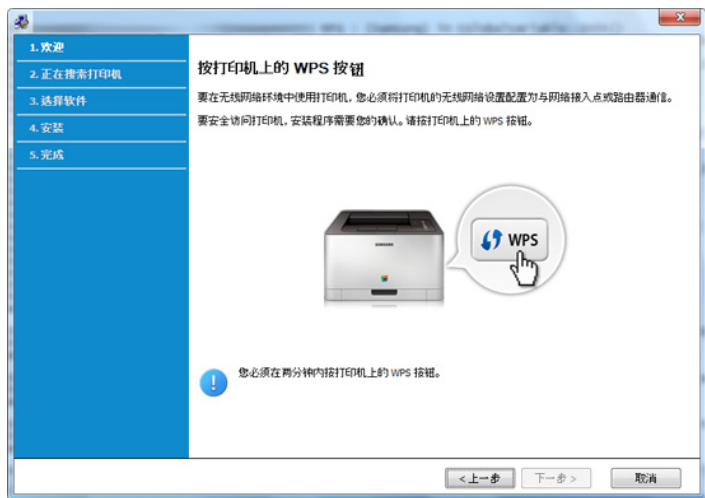 1.欢迎
2.正在搜索打印机
3.选择软件
4.安装
5.完成
按打印机上的 WPS 按钮
要在无线网络环境中使用打印机，您必须将打印机的无线网络设置配置为与网络接入点或路由器通信。
要安全访问打印机，安装程序需要您的确认。请按打印机上的 WPS 按钮。
SAMSUNG
WPS
您必须在两分钟内按打印机上的 WPS 按钮。
<上一步
下一步>
取消